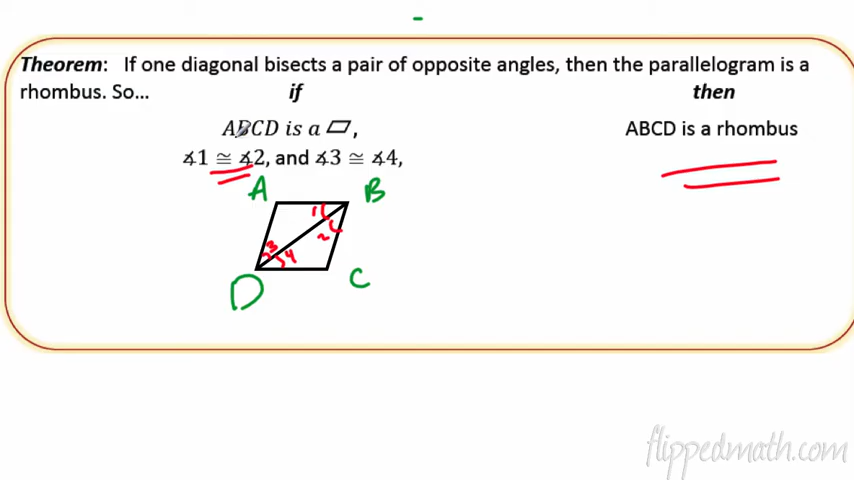 Theorem: If one diagonal bisects a pair of opposite angles, then the parallelogram is a
rhombus. So... if then
ABCD is a ▱, ABCD is a rhombus
∡1 ≅ ∡2, and ∡3 ≅ ∡4,
A B
1
2
3
4
D C
flippedmath.com